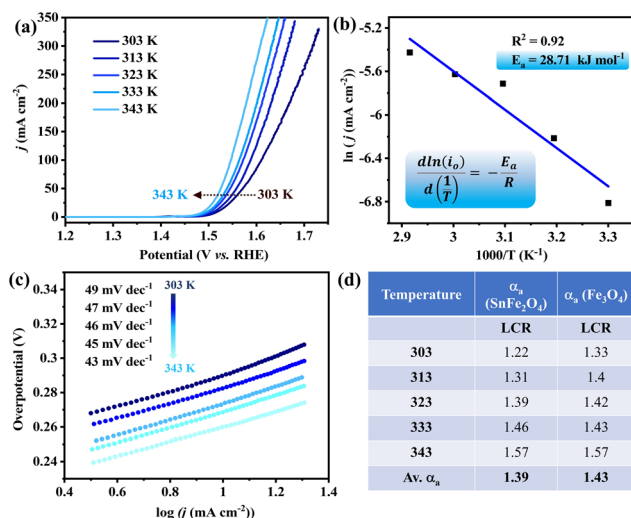 (a)
350
300
250
200
150
100
50
0
j (mA cm⁻²)
303 K
313 K
323 K
333 K
343 K
343 K
303 K
1.2
1.3
1.4
1.5
1.6
1.7
Potential (V vs. RHE)
(b)
-5
-5.6
-6
-6.8
ln (j (mA cm⁻²)
R² = 0.92
Eₐ = 28.71 kJ mol⁻¹
dln(iₒ) / d(1/T) = − Eₐ / R
2.9
3
3.1
3.2
3.3
1000/T (K⁻¹)
(c)
0.34
0.32
0.3
0.28
0.26
0.24
Overpotential (V)
49 mV dec⁻¹
47 mV dec⁻¹
46 mV dec⁻¹
45 mV dec⁻¹
43 mV dec⁻¹
303 K
343 K
0.4
0.6
0.8
1.0
1.2
1.4
log (j (mA cm⁻²)
(d)
Temperature αₐ (SnFe₂O₄) αₐ (Fe₃O₄)
LCR LCR
303 1.22 1.33
313 1.31 1.4
323 1.39 1.42
333 1.46 1.43
343 1.57 1.57
Av. αₐ 1.39 1.43